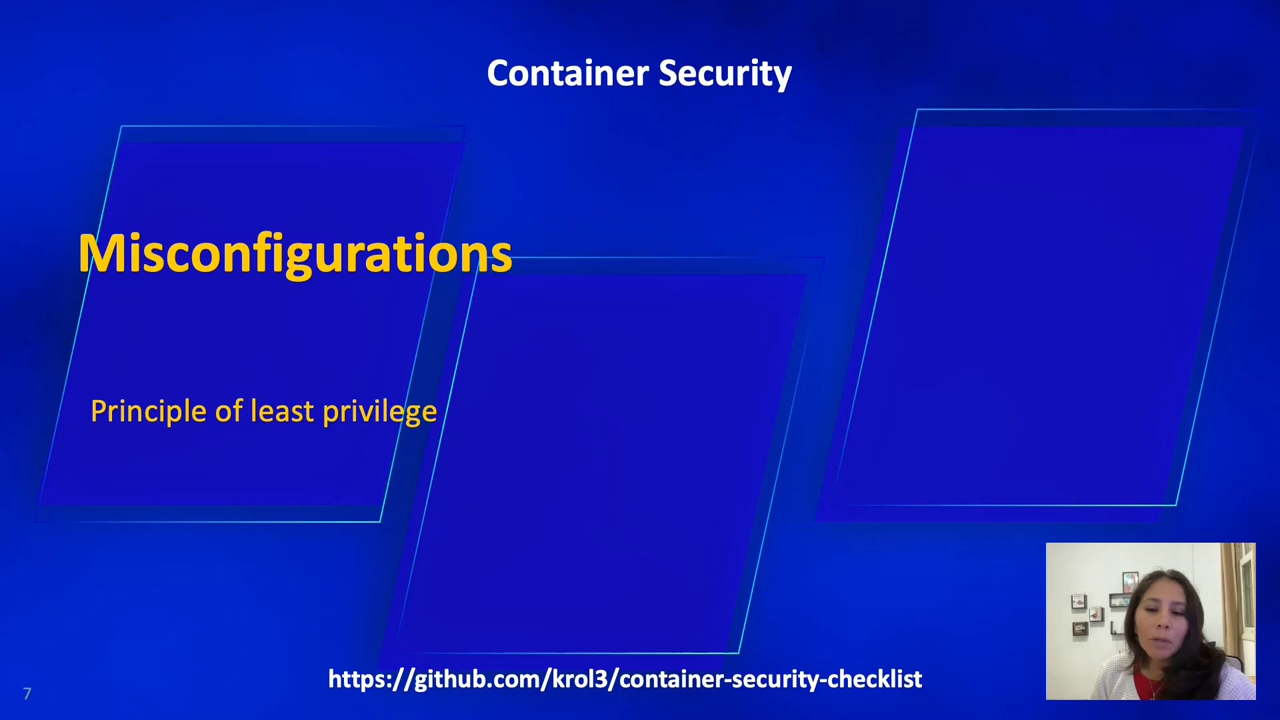 Container Security
Misconfigurations
Principle of least privilege
https://github.com/krol3/container-security-checklist
7